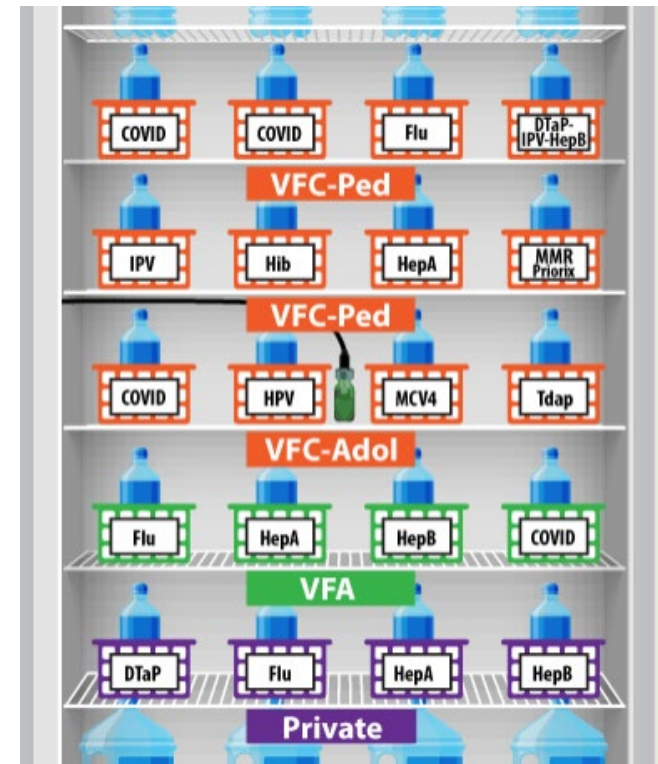 COVID
COVID
Flu
DTaP-
IPV-HepB
VFC-Ped
IPV
Hib
HepA
MMR
Priorix
VFC-Ped
COVID
HPV
MCV4
Tdap
VFC-Adol
Flu
HepA
HepB
COVID
VFA
DTaP
Flu
HepA
HepB
Private